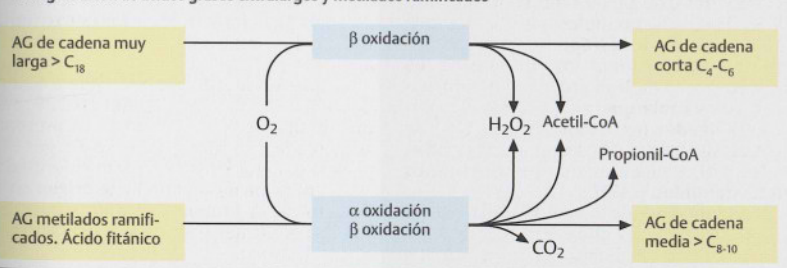 AG de cadena muy
larga > C₁₈
β oxidación
AG de cadena
corta C₄-C₆
O₂
H₂O₂
Acetil-CoA
Propionil-CoA
AG metilados ramifi-
cados. Ácido fitánico
α oxidación
β oxidación
CO₂
AG de cadena
media > C₈₋₁₀